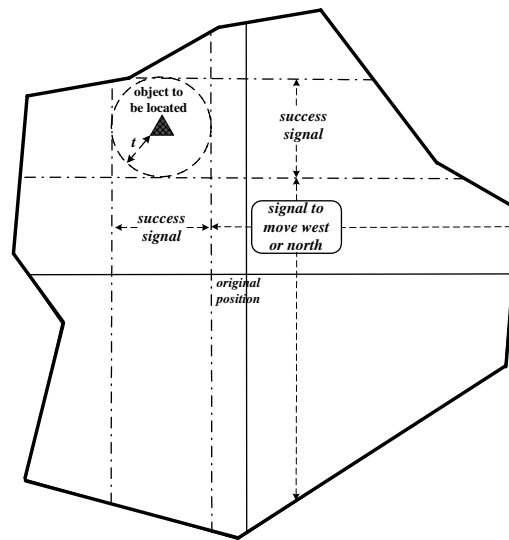 object to
be located
t
success
signal
success
signal
signal to
move west
or north
original
position